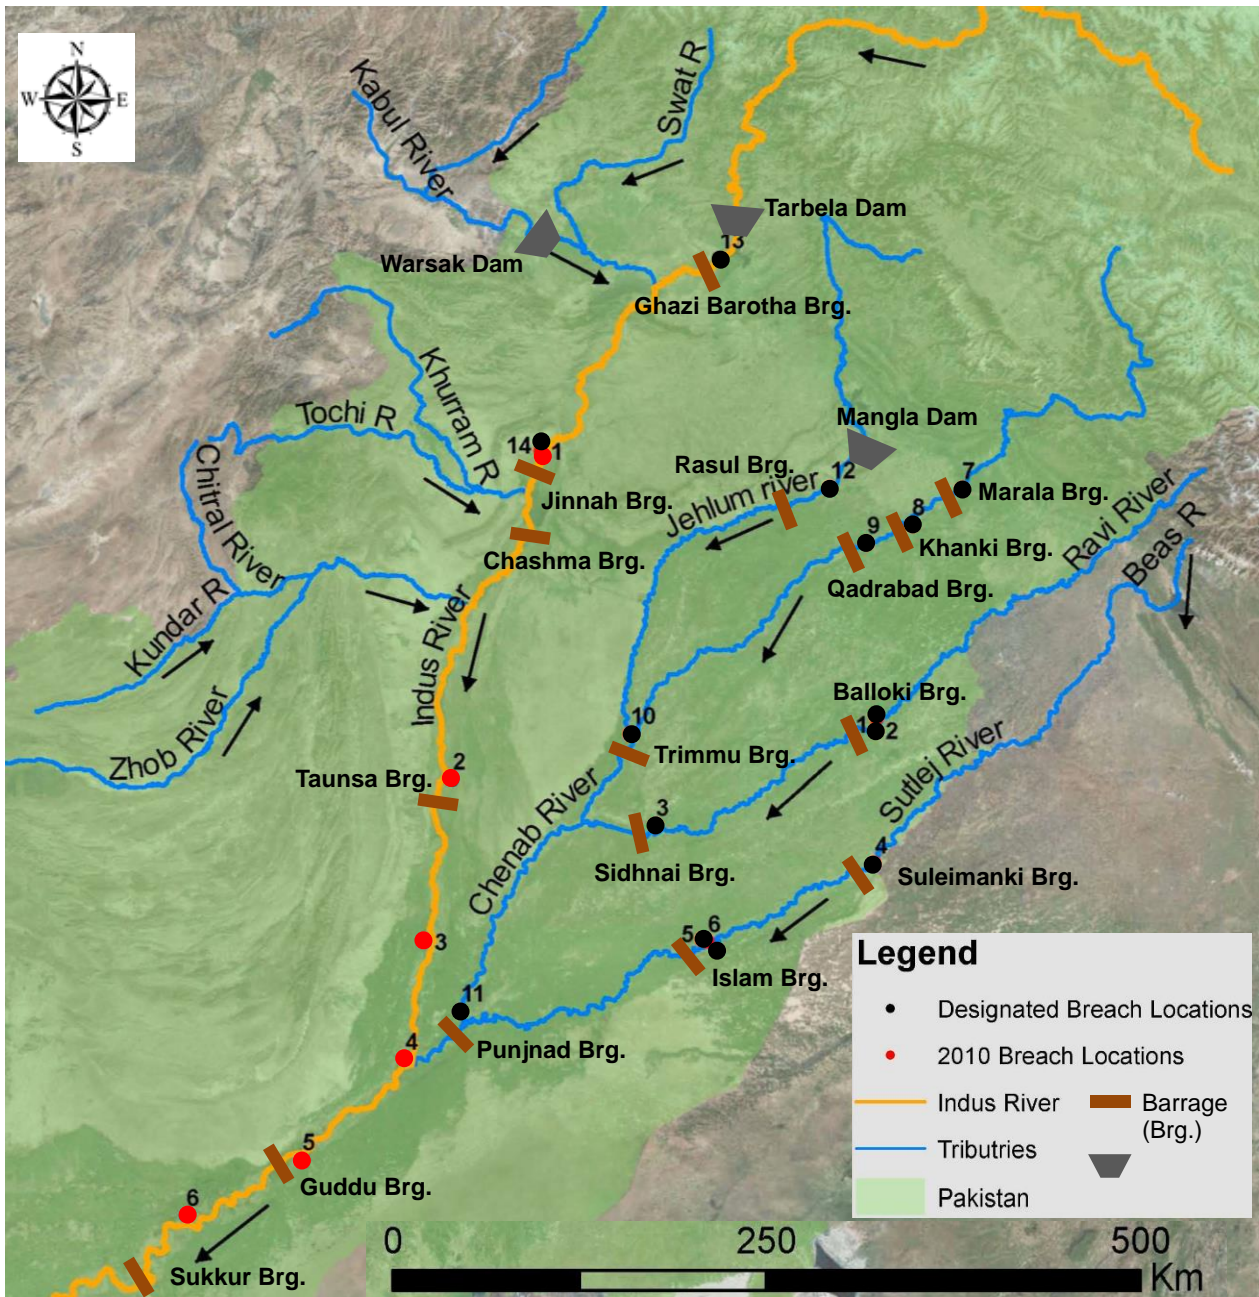 N
W E
S
Kabul River
Swat R
Tarbela Dam
Warsak Dam
13
Ghazi Barotha Brg.
Khurram R
Tochi R
Chitral River
Mangla Dam
14
1
Jinnah Brg.
Rasul Brg.
12
7
Marala Brg.
Jehlum river
8
Khanki Brg.
9
Qadrabad Brg.
Ravi River
Beas R
Chashma Brg.
Kundar R
Zhob River
Indus River
Balloki Brg.
1
2
10
Trimmu Brg.
2
Taunsa Brg.
Sutlej River
3
Sidhnai Brg.
Chenab River
4
Suleimanki Brg.
3
5
6
Islam Brg.
11
Punjnad Brg.
4
5
Guddu Brg.
6
Sukkur Brg.
Legend
Designated Breach Locations
2010 Breach Locations
Indus River
Barrage
(Brg.)
Tributries
Pakistan
0 250 500
Km